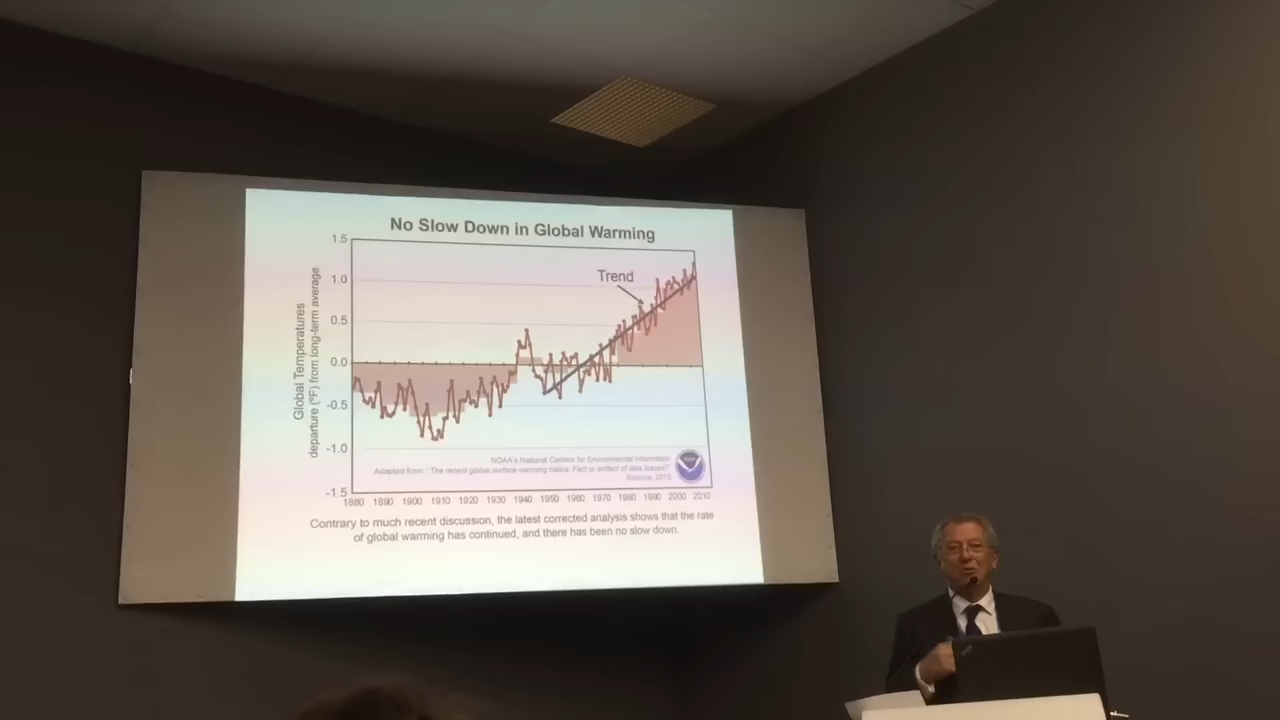 No Slow Down in Global Warming
1.5
1.0
0.5
0.0
-0.5
-1.0
-1.5
Global Temperatures
departure (°F) from long-term average
Trend
NOAA's National Centers for Environmental Information
Adapted from: "The recent global surface warming hiatus: Fact or artifact of data biases?"
Science, 2015
1880 1890 1900 1910 1920 1930 1940 1950 1960 1970 1980 1990 2000 2010
Contrary to much recent discussion, the latest corrected analysis shows that the rate
of global warming has continued, and there has been no slow down.